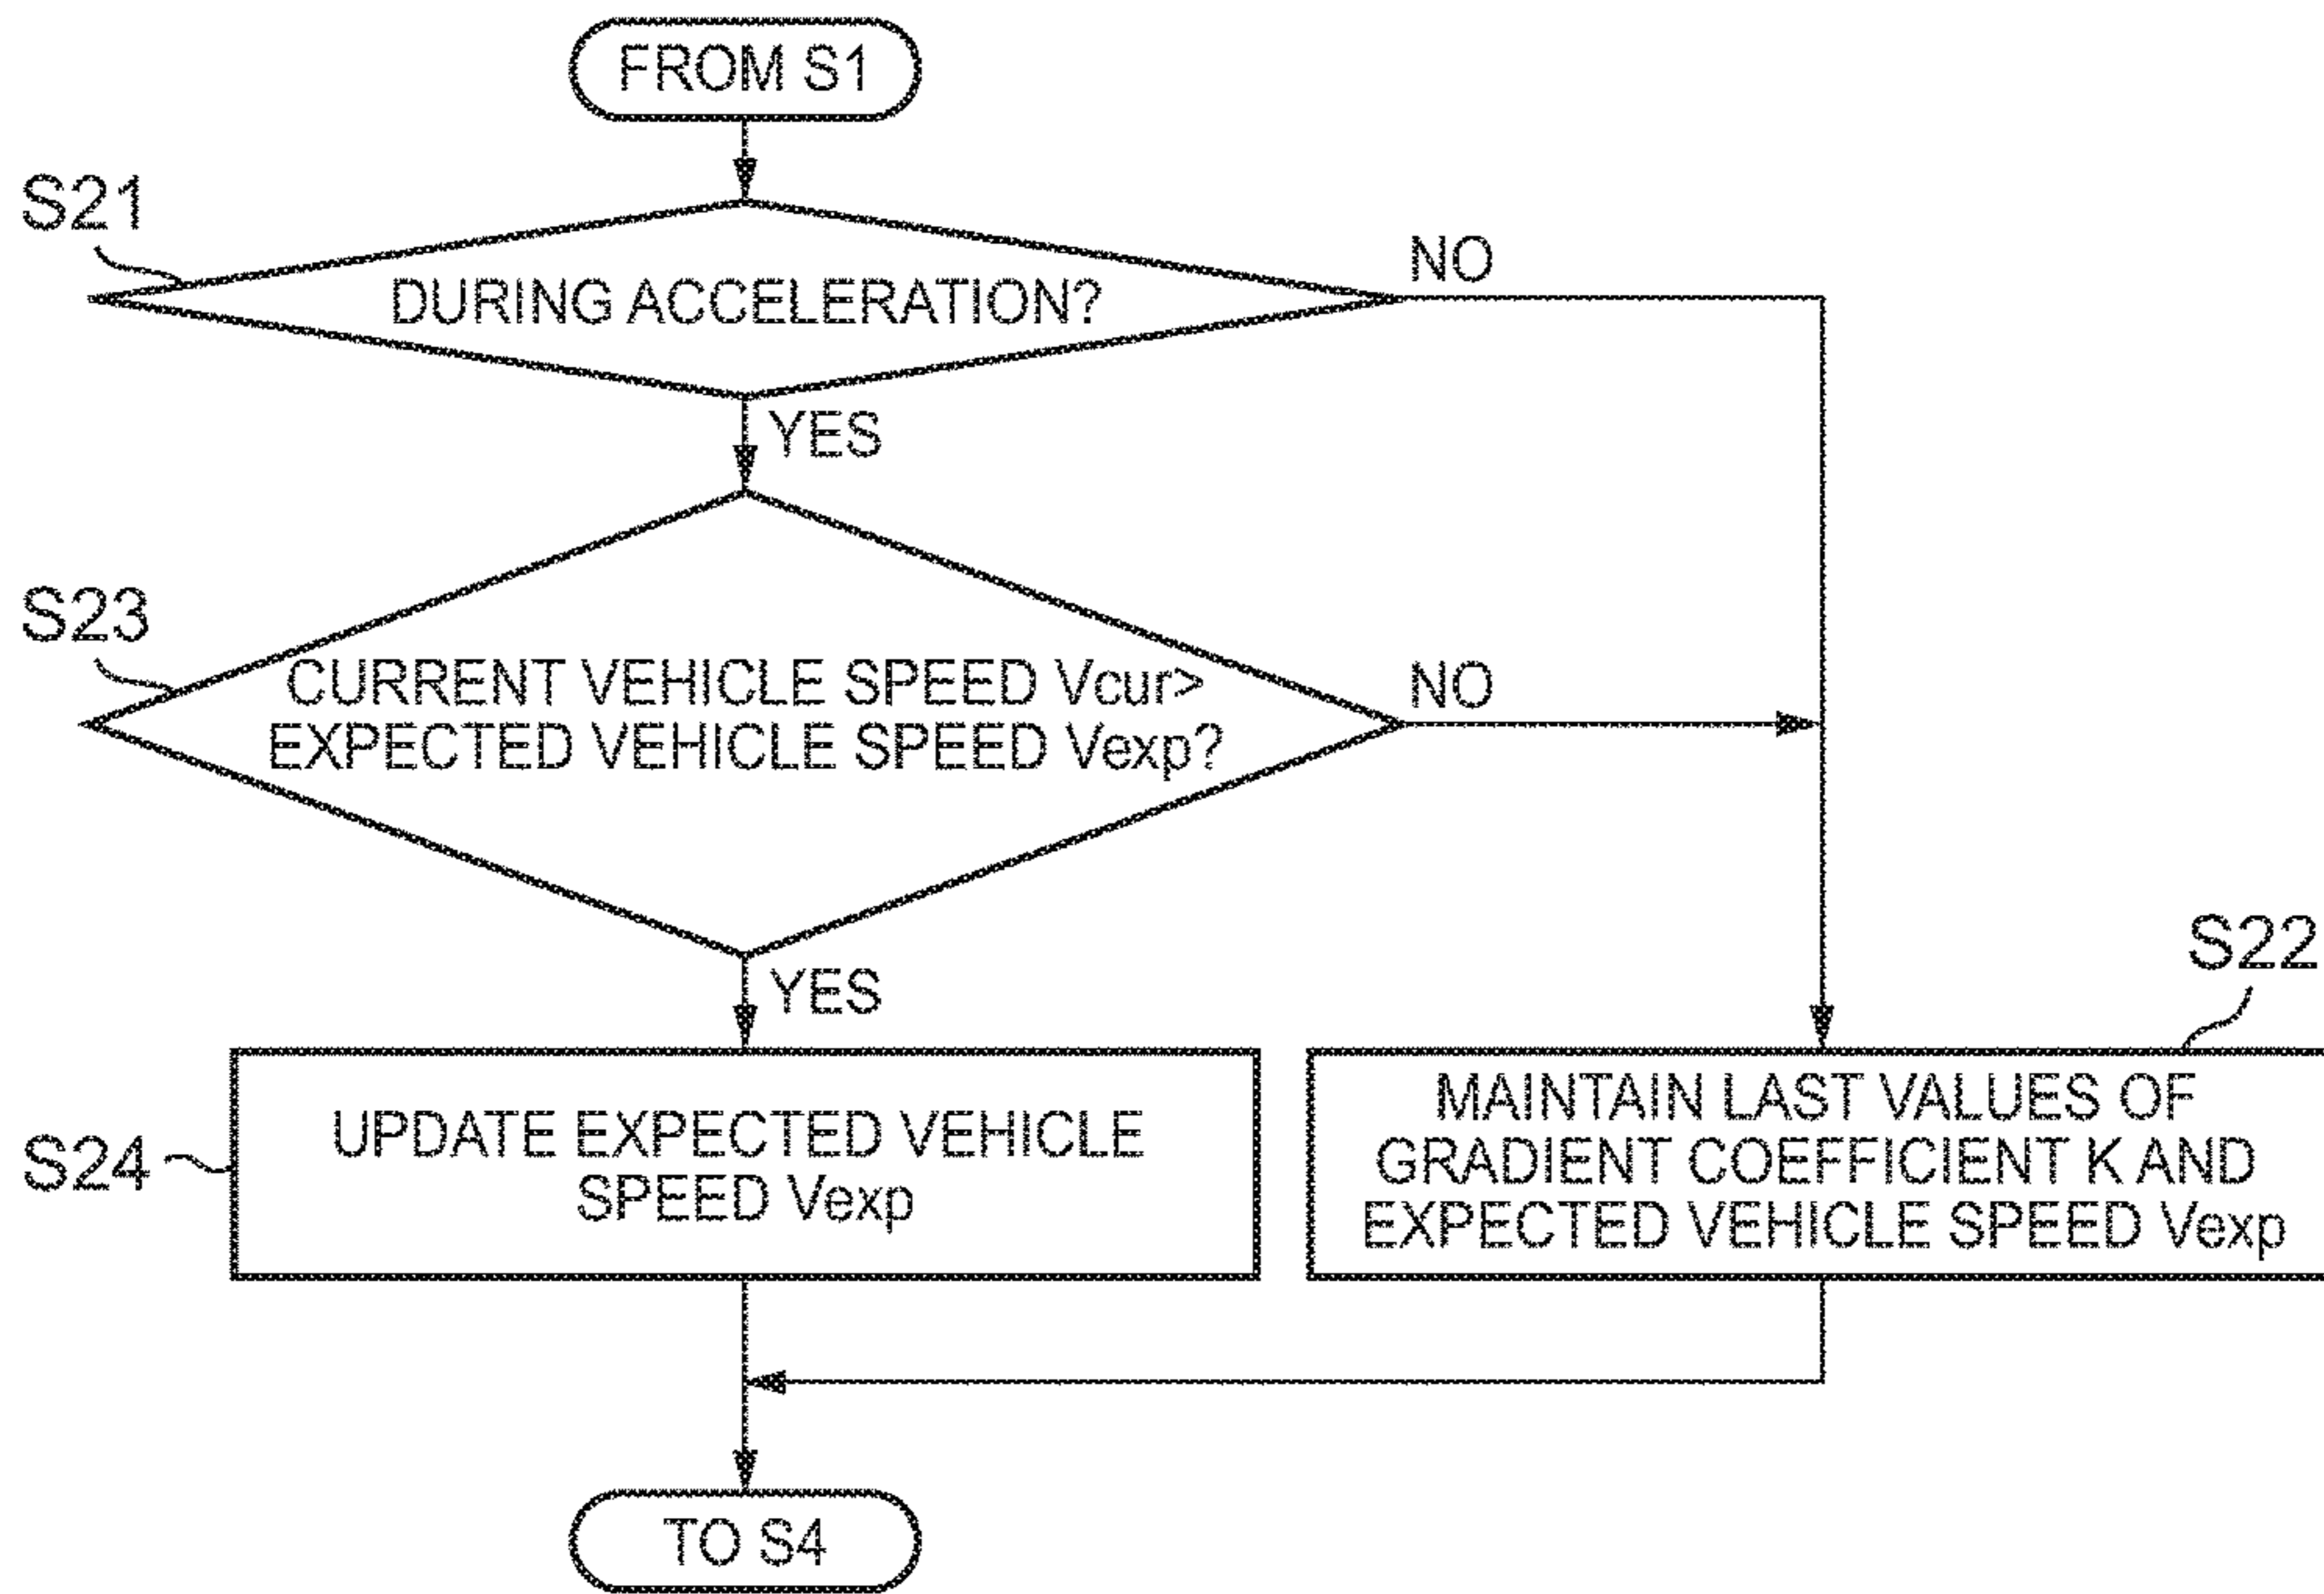 FROM S1
S21
DURING ACCELERATION?
NO
YES
S23
CURRENT VEHICLE SPEED Vcur>
EXPECTED VEHICLE SPEED Vexp?
NO
YES
S22
S24
UPDATE EXPECTED VEHICLE
SPEED Vexp
MAINTAIN LAST VALUES OF
GRADIENT COEFFICIENT K AND
EXPECTED VEHICLE SPEED Vexp
TO S4